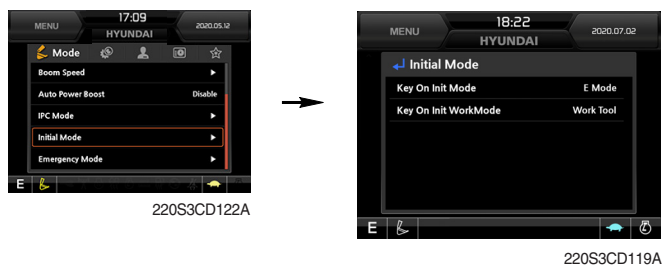 MENU
17:09
2020.05.12
HYUNDAI
Mode
Boom Speed
Auto Power Boost Disable
IPC Mode
Initial Mode
Emergency Mode
E
220S3CD122A
MENU
18:22
2020.07.02
HYUNDAI
Initial Mode
Key On Init Mode E Mode
Key On Init WorkMode Work Tool
E
220S3CD119A